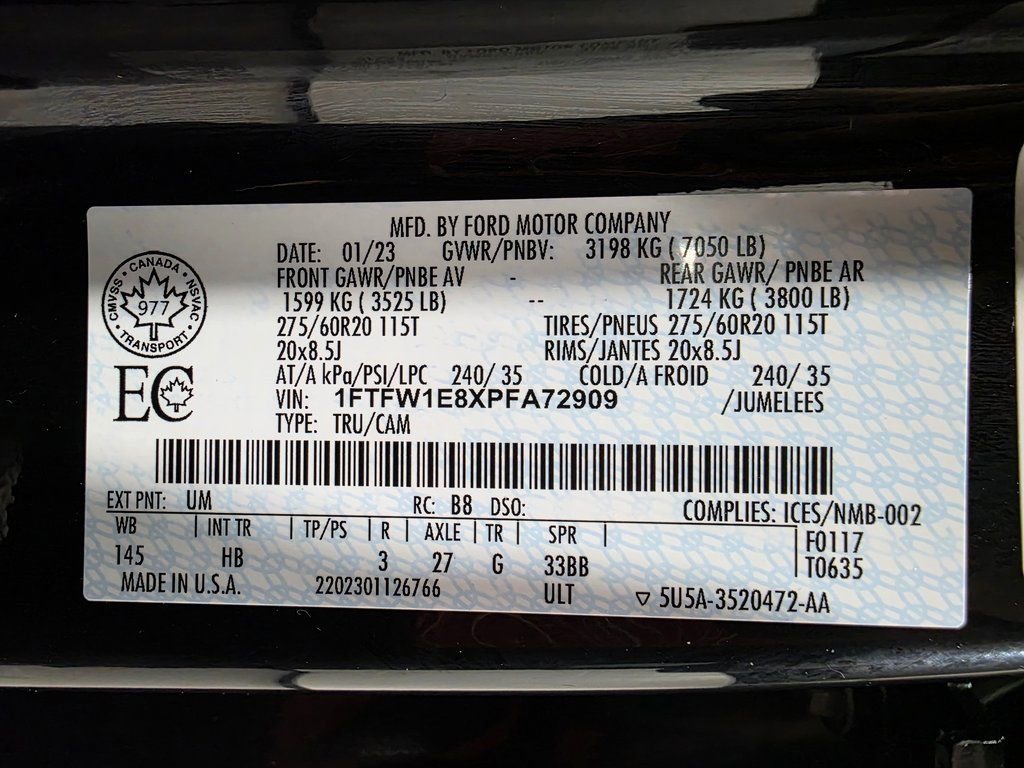 MFD. BY FORD MOTOR COMPANY
DATE: 01/23 GVWR/PNBV: 3198 KG ( 7050 LB)
FRONT GAWR/PNBE AV - REAR GAWR/ PNBE AR
1599 KG ( 3525 LB) -- 1724 KG ( 3800 LB)
275/60R20 115T TIRES/PNEUS 275/60R20 115T
20x8.5J RIMS/JANTES 20x8.5J
AT/A kPa/PSI/LPC 240/ 35 COLD/A FROID 240/ 35
VIN: 1FTFW1E8XPFA72909 /JUMELEES
TYPE: TRU/CAM
CANADA
CMVSS 977 NSVAC
TRANSPORT
EC
EXT PNT: UM RC: B8 DSO: COMPLIES: ICES/NMB-002
WB | INT TR | TP/PS | R | AXLE | TR | SPR | F0117
145 HB 3 27 G 33BB T0635
MADE IN U.S.A. 2202301126766 ULT ▽ 5U5A-3520472-AA